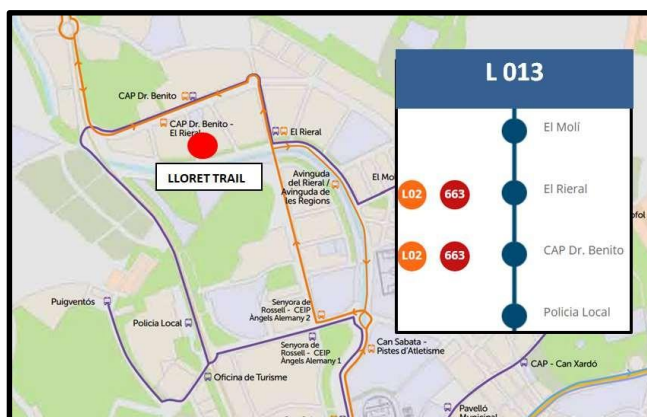 CAP Dr. Benito
CAP Dr. Benito -
El Rieral
LLORET TRAIL
El Rieral
Avinguda
del Rieral /
Avinguda de
les Regions
Puigventós
Policia Local
Senyora de
Rossell - CEIP
Àngels Alemany 2
Senyora de
Rossell - CEIP
Àngels Alemany 1
Can Sabata -
Pistes d'Atletisme
Oficina de Turisme
CAP - Can Xardó
Pavelló
Municipal
L 013
El Molí
L02 663 El Rieral
L02 663 CAP Dr. Benito
Policia Local